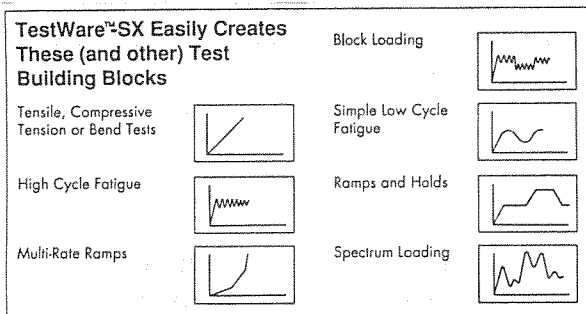 TestWare™-SX Easily Creates
These (and other) Test
Building Blocks
Tensile, Compressive
Tension or Bend Tests
High Cycle Fatigue
Multi-Rate Ramps
Block Loading
Simple Low Cycle
Fatigue
Ramps and Holds
Spectrum Loading